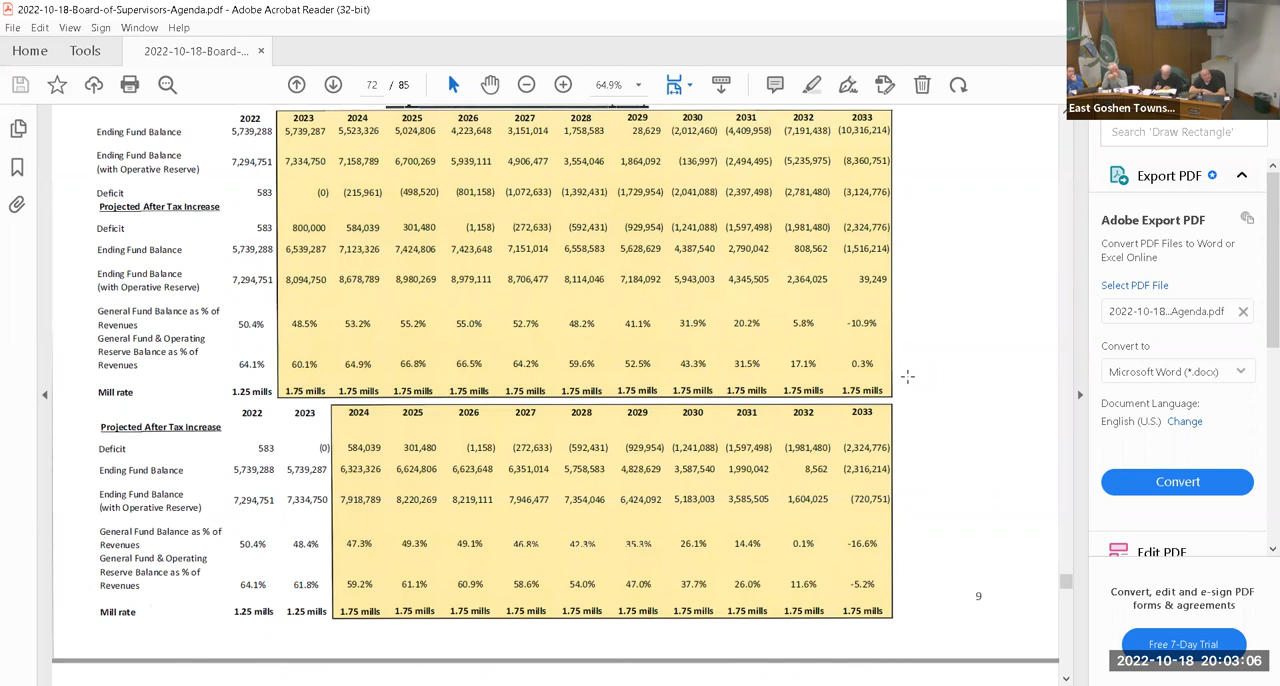 2022-10-18-Board-of-Supervisors-Agenda.pdf - Adobe Acrobat Reader (32-bit)
File Edit View Sign Window Help
Home Tools 2022-10-18-Board-... ×
72 / 85 64.9%
East Goshen Towns...
Search 'Draw Rectangle'
2022 2023 2024 2025 2026 2027 2028 2029 2030 2031 2032 2033
Ending Fund Balance 5,739,288 5,739,287 5,523,326 5,024,806 4,223,648 3,151,014 1,758,583 28,629 (2,012,460) (4,409,958) (7,191,438) (10,316,214)
Ending Fund Balance
(with Operative Reserve) 7,294,751 7,334,750 7,158,789 6,700,269 5,939,111 4,906,477 3,554,046 1,864,092 (136,997) (2,494,495) (5,235,975) (8,360,751)
Deficit 583 (0) (215,961) (498,520) (801,158) (1,072,633) (1,392,431) (1,729,954) (2,041,088) (2,397,498) (2,781,480) (3,124,776)
Projected After Tax Increase
Deficit 583 800,000 584,039 301,480 (1,158) (272,633) (592,431) (929,954) (1,241,088) (1,597,498) (1,981,480) (2,324,776)
Ending Fund Balance 5,739,288 6,539,287 7,123,326 7,424,806 7,423,648 7,151,014 6,558,583 5,628,629 4,387,540 2,790,042 808,562 (1,516,214)
Ending Fund Balance
(with Operative Reserve) 7,294,751 8,094,750 8,678,789 8,980,269 8,979,111 8,706,477 8,114,046 7,184,092 5,943,003 4,345,505 2,364,025 39,249
General Fund Balance as % of
Revenues 50.4% 48.5% 53.2% 55.2% 55.0% 52.7% 48.2% 41.1% 31.9% 20.2% 5.8% -10.9%
General Fund & Operating
Reserve Balance as % of
Revenues 64.1% 60.1% 64.9% 66.8% 66.5% 64.2% 59.6% 52.5% 43.3% 31.5% 17.1% 0.3%
Mill rate 1.25 mills 1.75 mills 1.75 mills 1.75 mills 1.75 mills 1.75 mills 1.75 mills 1.75 mills 1.75 mills 1.75 mills 1.75 mills 1.75 mills
2022 2023 2024 2025 2026 2027 2028 2029 2030 2031 2032 2033
Projected After Tax Increase
Deficit 583 (0) 584,039 301,480 (1,158) (272,633) (592,431) (929,954) (1,241,088) (1,597,498) (1,981,480) (2,324,776)
Ending Fund Balance 5,739,288 5,739,287 6,323,326 6,624,806 6,623,648 6,351,014 5,758,583 4,828,629 3,587,540 1,990,042 8,562 (2,316,214)
Ending Fund Balance
(with Operative Reserve) 7,294,751 7,334,750 7,918,789 8,220,269 8,219,111 7,946,477 7,354,046 6,424,092 5,183,003 3,585,505 1,604,025 (720,751)
General Fund Balance as % of
Revenues 50.4% 48.4% 47.3% 49.3% 49.1% 46.8% 42.3% 35.3% 26.1% 14.4% 0.1% -16.6%
General Fund & Operating
Reserve Balance as % of
Revenues 64.1% 61.8% 59.2% 61.1% 60.9% 58.6% 54.0% 47.0% 37.7% 26.0% 11.6% -5.2%
Mill rate 1.25 mills 1.25 mills 1.75 mills 1.75 mills 1.75 mills 1.75 mills 1.75 mills 1.75 mills 1.75 mills 1.75 mills 1.75 mills 1.75 mills
9
Export PDF
Adobe Export PDF
Convert PDF Files to Word or
Excel Online
Select PDF File
2022-10-18...Agenda.pdf
Convert to
Microsoft Word (*.docx)
Document Language:
English (U.S.) Change
Convert
Edit PDF
Convert, edit and e-sign PDF
forms & agreements
Free 7-Day Trial
2022-10-18 20:03:06